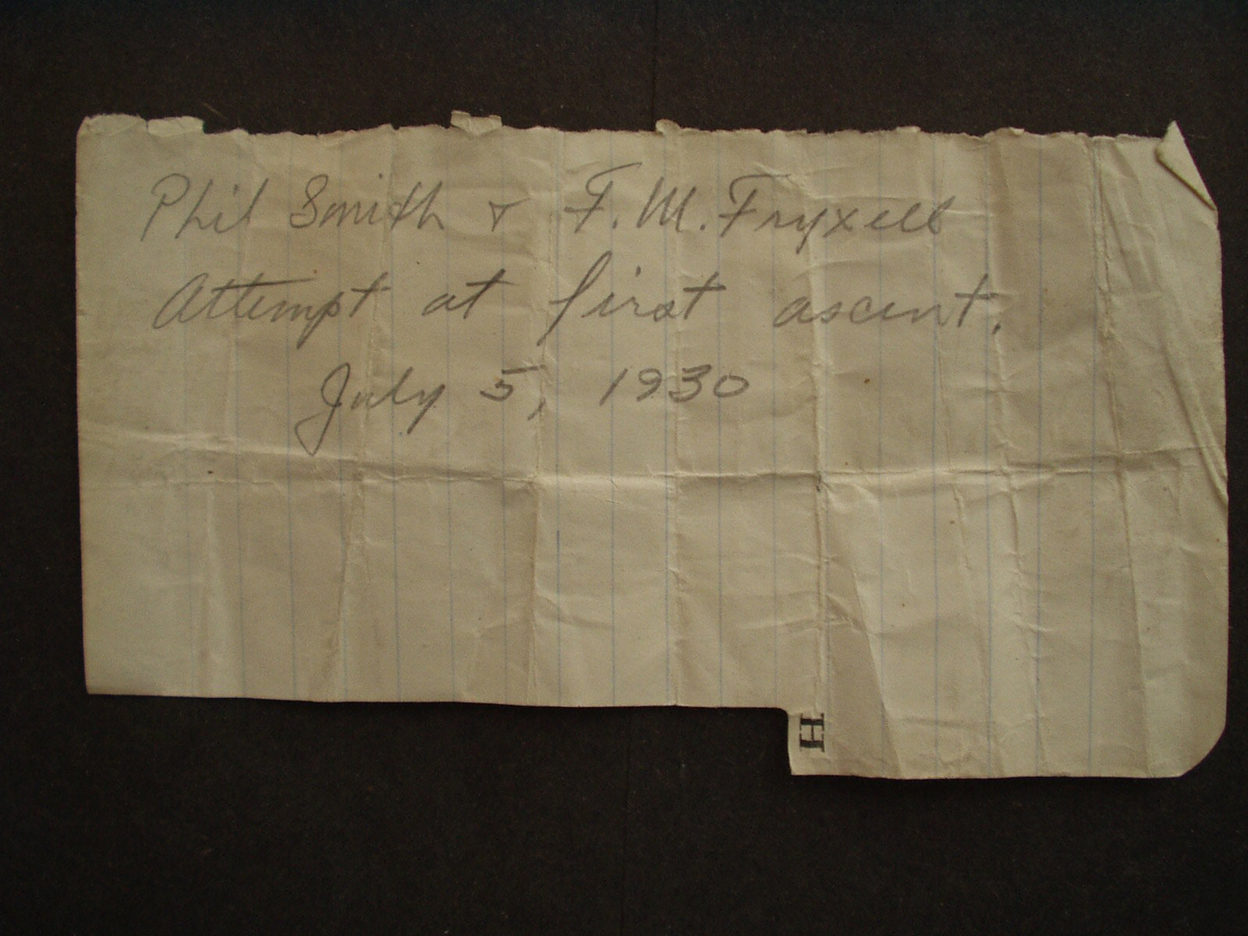 Phil Smith & F. M. Fryxell
Attempt at first ascent.
July 5, 1930
H